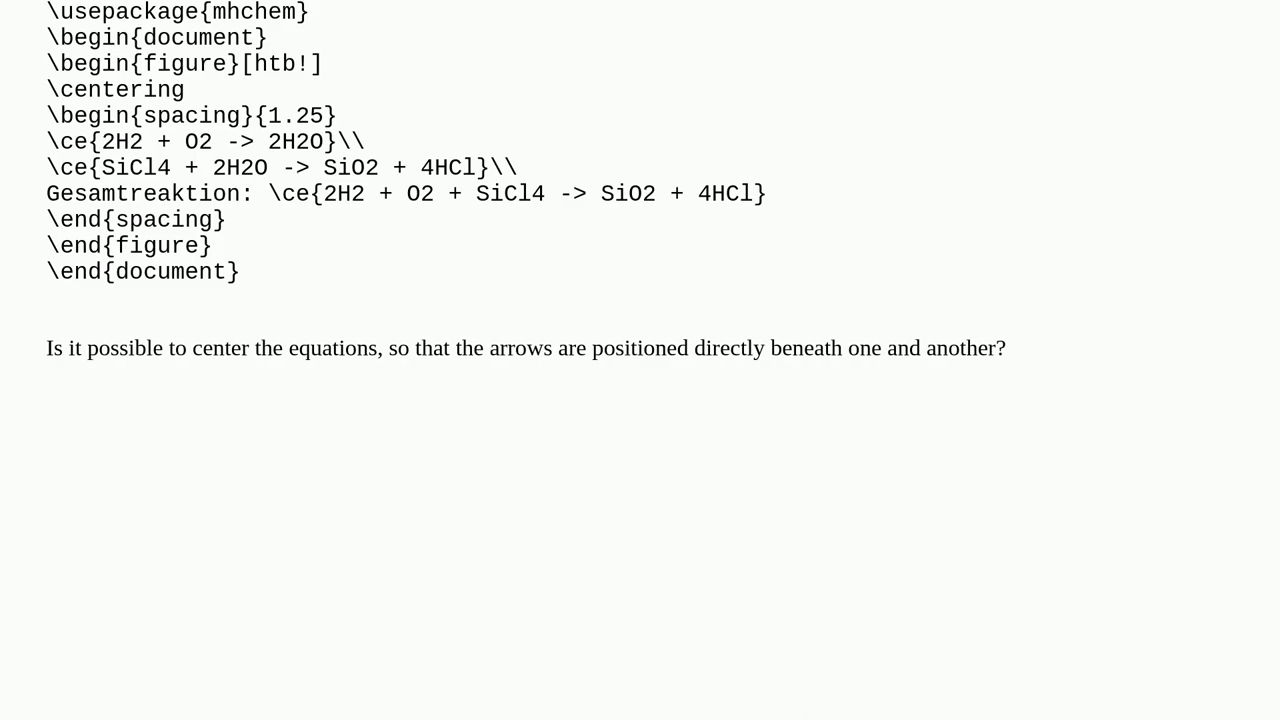 \usepackage{mhchem}
\begin{document}
\begin{figure}[htb!]
\centering
\begin{spacing}{1.25}
\ce{2H2 + O2 -> 2H2O}\\
\ce{SiCl4 + 2H2O -> SiO2 + 4HCl}\\
Gesamtreaktion: \ce{2H2 + O2 + SiCl4 -> SiO2 + 4HCl}
\end{spacing}
\end{figure}
\end{document}
Is it possible to center the equations, so that the arrows are positioned directly beneath one and another?